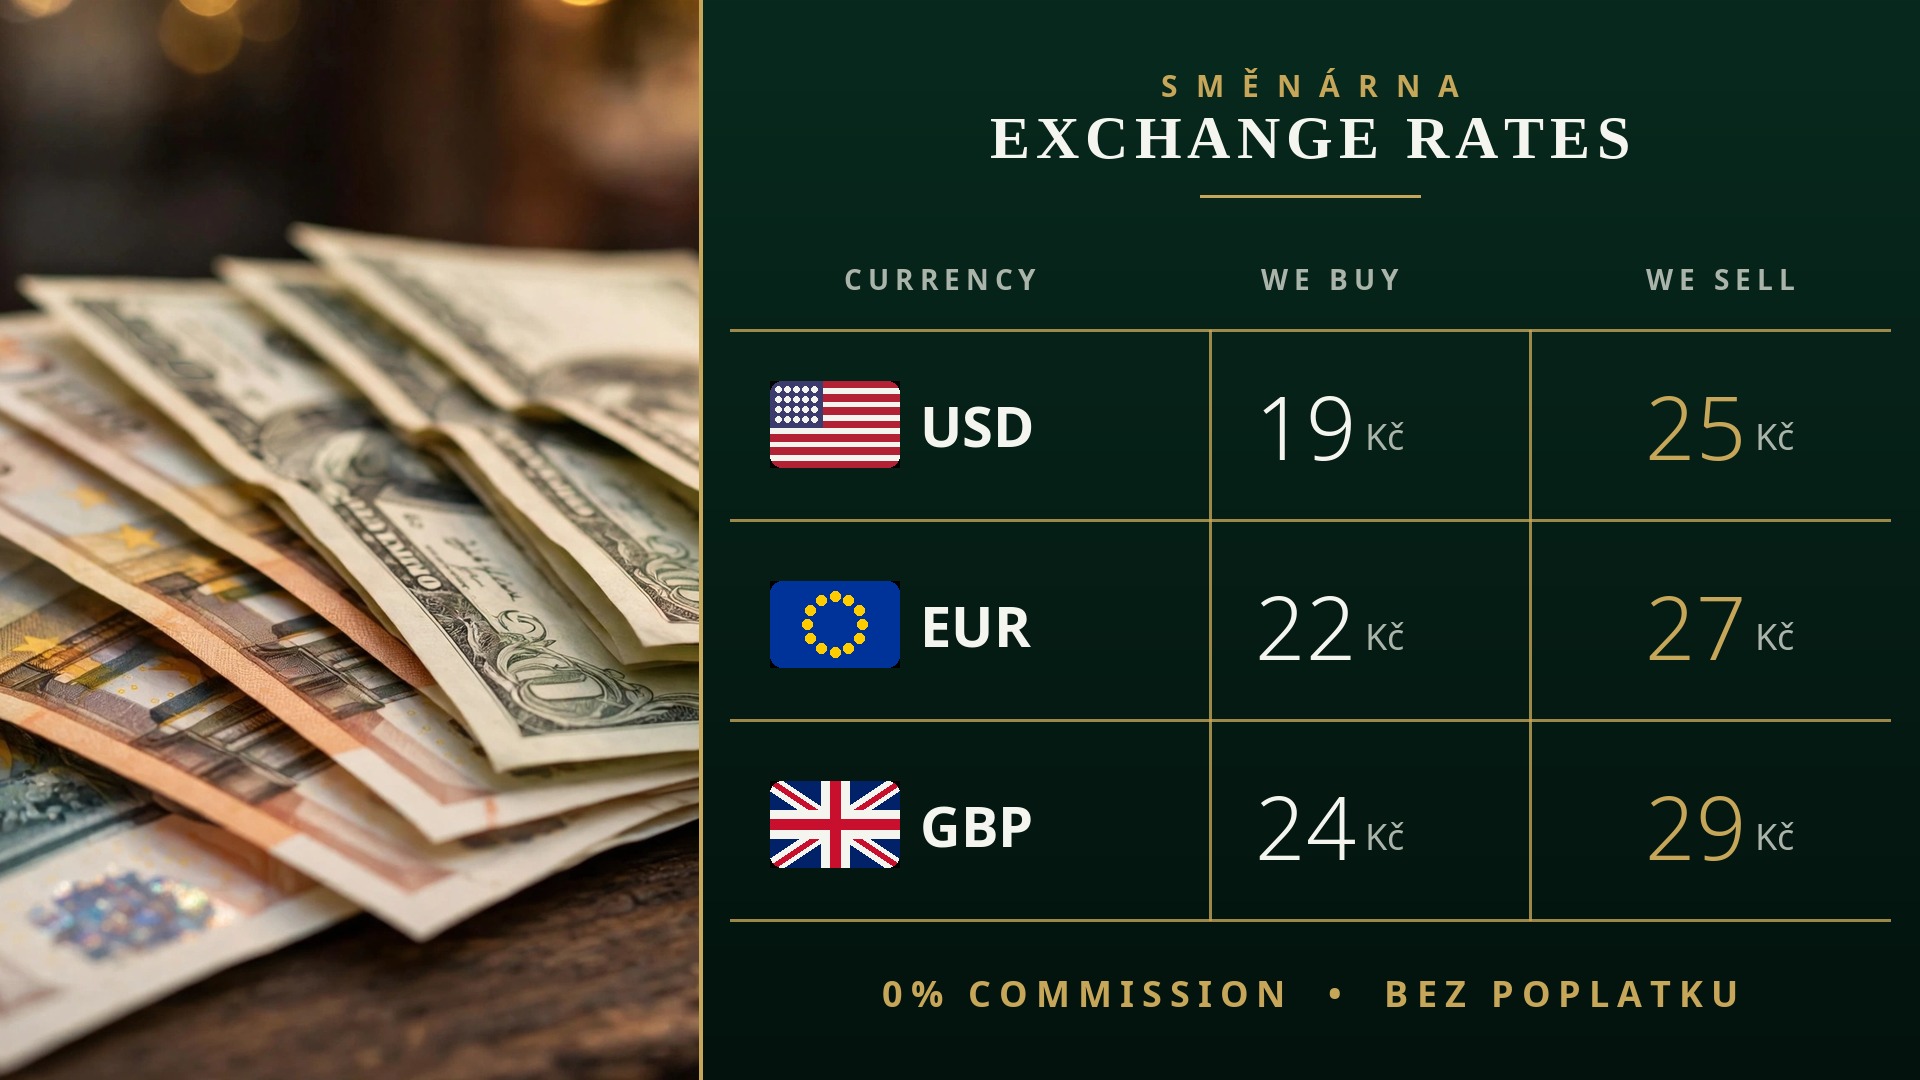 SMĚNÁRNA
EXCHANGE RATES
CURRENCY WE BUY WE SELL
USD 19 Kč 25 Kč
EUR 22 Kč 27 Kč
GBP 24 Kč 29 Kč
0% COMMISSION • BEZ POPLATKU